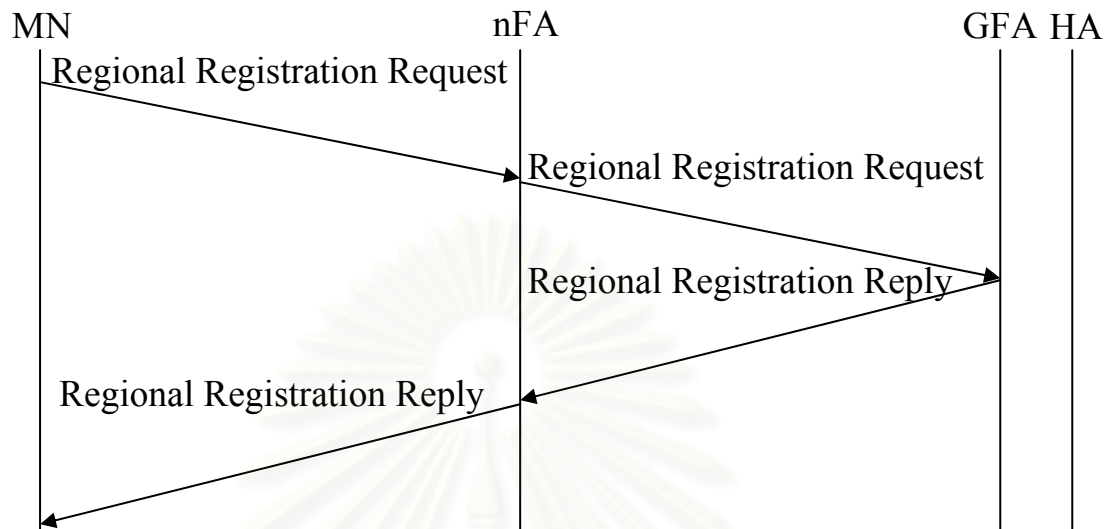 MN nFA GFA HA
Regional Registration Request
Regional Registration Request
Regional Registration Reply
Regional Registration Reply